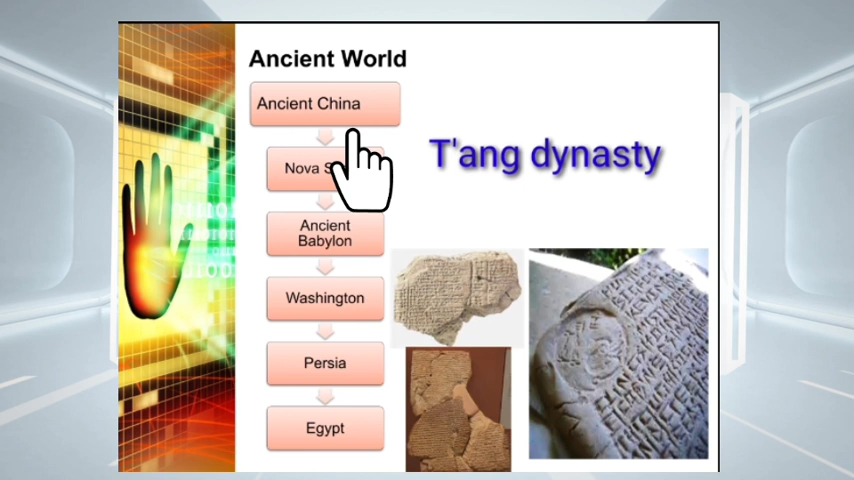 Ancient World
Ancient China
T'ang dynasty
Nova
Ancient
Babylon
Washington
Persia
Egypt